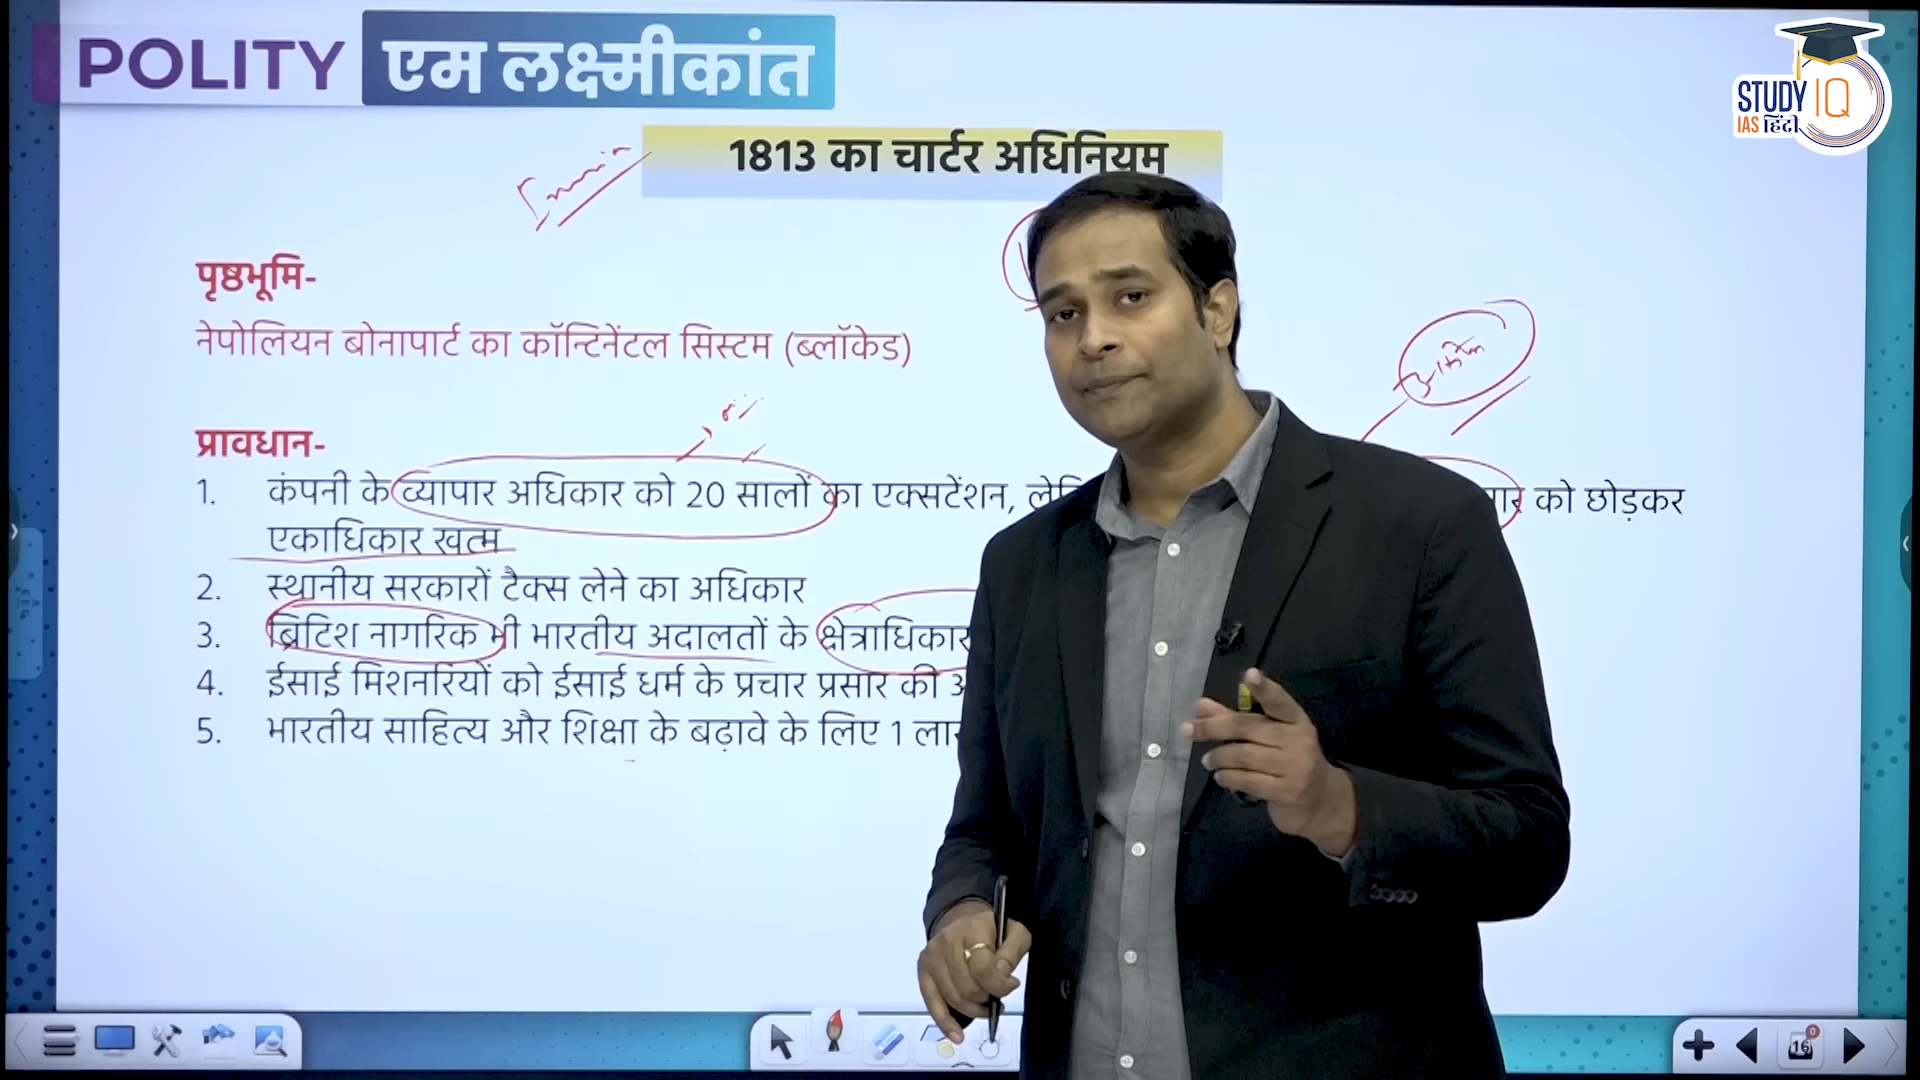 POLITY एम लक्ष्मीकांत
STUDY IQ
IAS हिंदी
1813 का चार्टर अधिनियम
पृष्ठभूमि-
नेपोलियन बोनापार्ट का कॉन्टिनेंटल सिस्टम (ब्लॉकेड)
प्रावधान-
1. कंपनी के व्यापार अधिकार को 20 सालों का एक्सटेंशन, को छोड़कर
एकाधिकार खत्म
2. स्थानीय सरकारों टैक्स लेने का अधिकार
3. ब्रिटिश नागरिक भी भारतीय अदालतों के क्षेत्राधिकार
4. ईसाई मिशनरियों को ईसाई धर्म के प्रचार प्रसार की
5. भारतीय साहित्य और शिक्षा के बढ़ावे के लिए 1
16
0